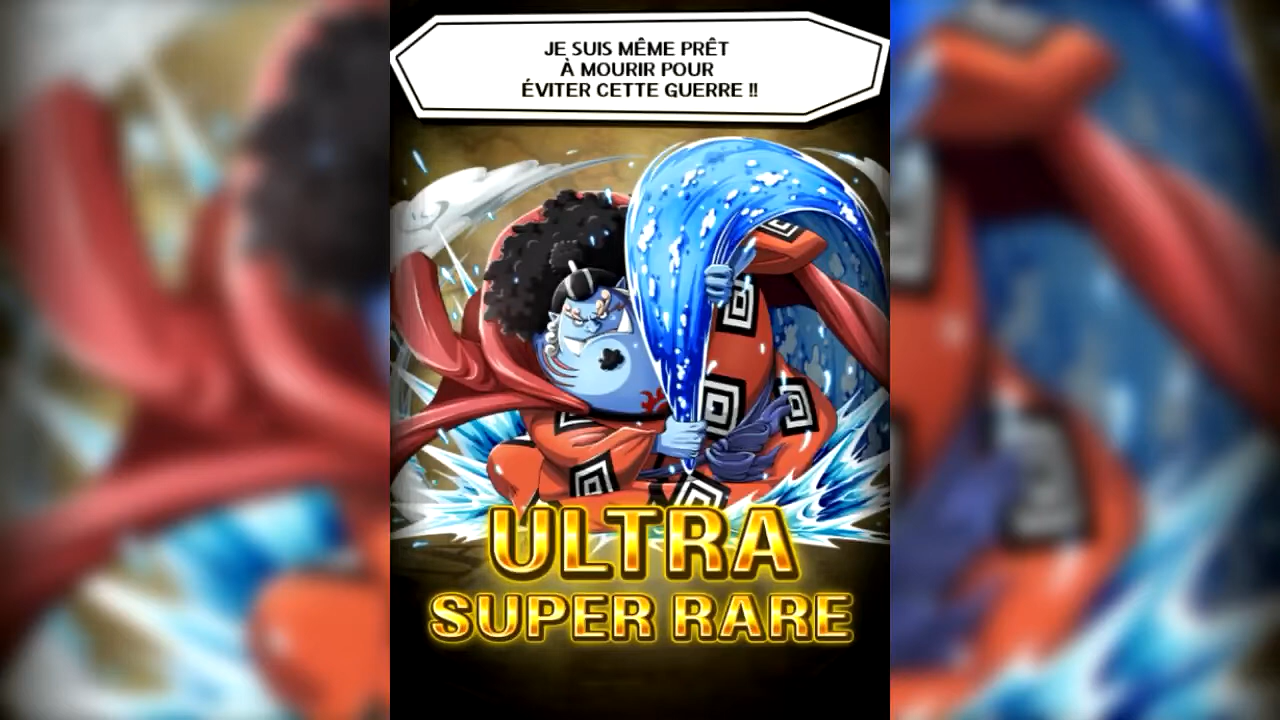 JE SUIS MÊME PRÊT
À MOURIR POUR
ÉVITER CETTE GUERRE !!
ULTRA
SUPER RARE